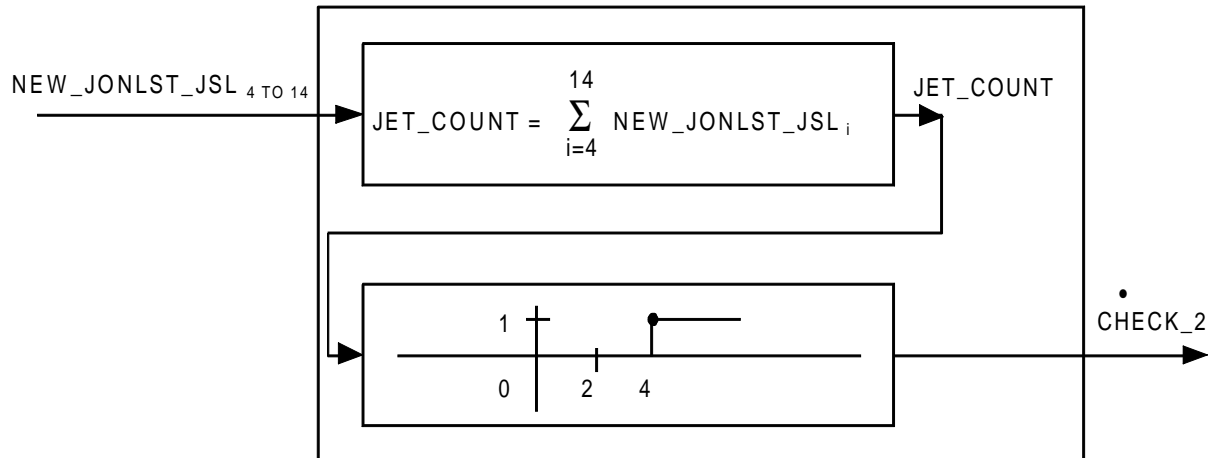 NEW_JONLST_JSL 4 TO 14
JET_COUNT = 14 Σ i=4 NEW_JONLST_JSL i
JET_COUNT
1
0 2 4
CHECK_2